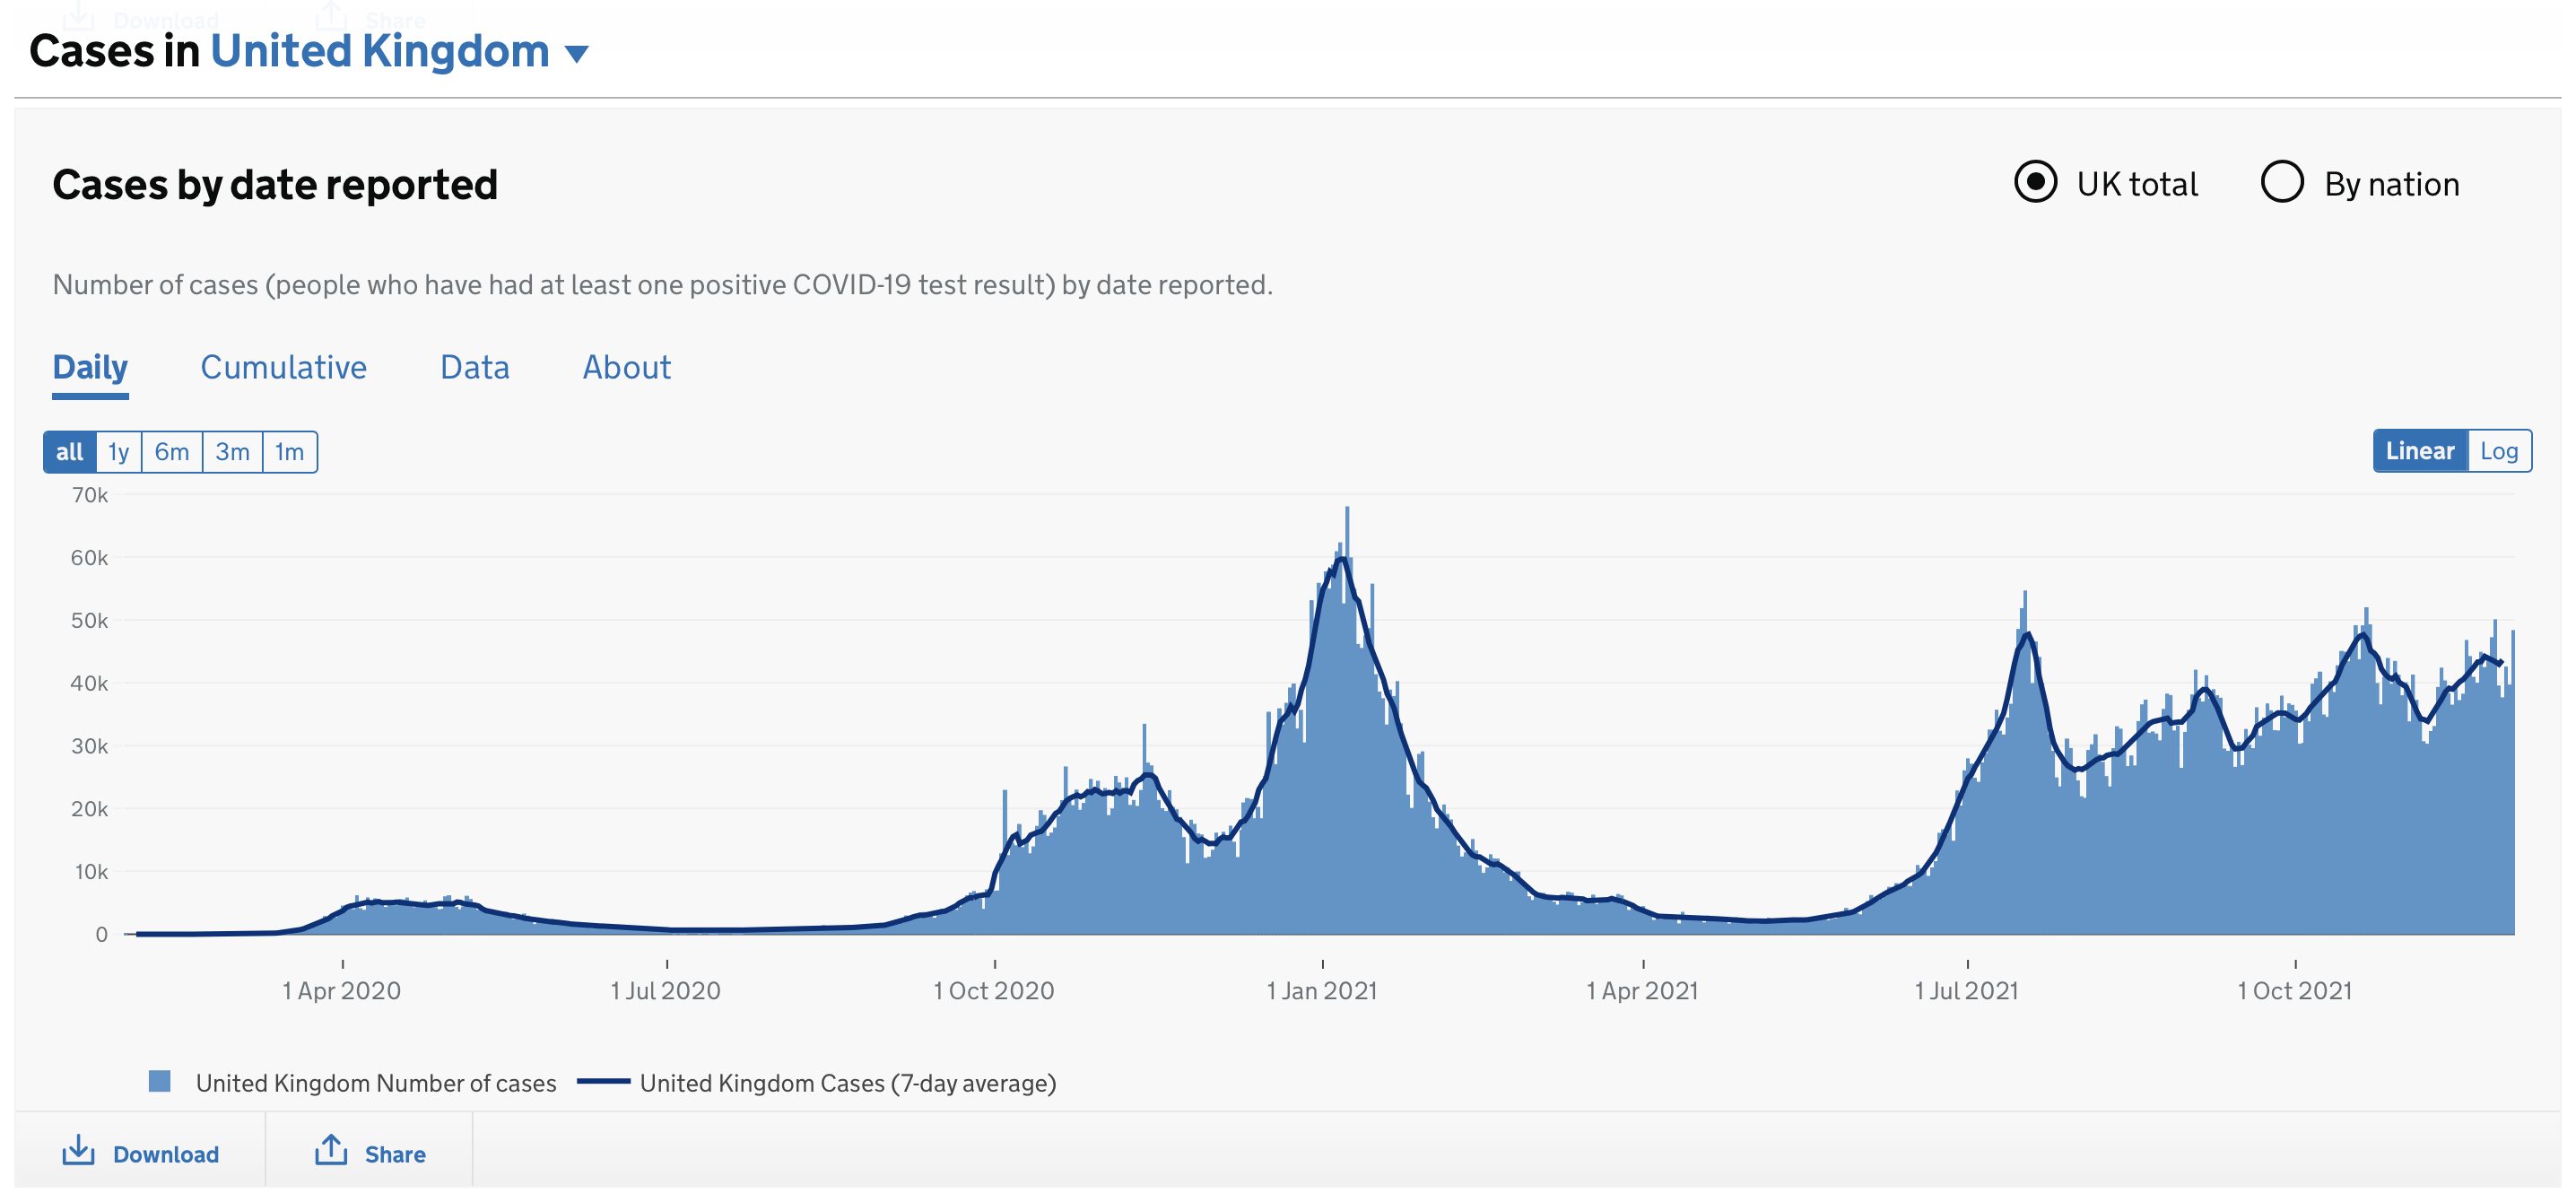 Download Share
Cases in United Kingdom
Cases by date reported
UK total By nation
Number of cases (people who have had at least one positive COVID-19 test result) by date reported.
Daily Cumulative Data About
all 1y 6m 3m 1m
Linear Log
70k
60k
50k
40k
30k
20k
10k
0
1 Apr 2020 1 Jul 2020 1 Oct 2020 1 Jan 2021 1 Apr 2021 1 Jul 2021 1 Oct 2021
United Kingdom Number of cases United Kingdom Cases (7-day average)
Download Share